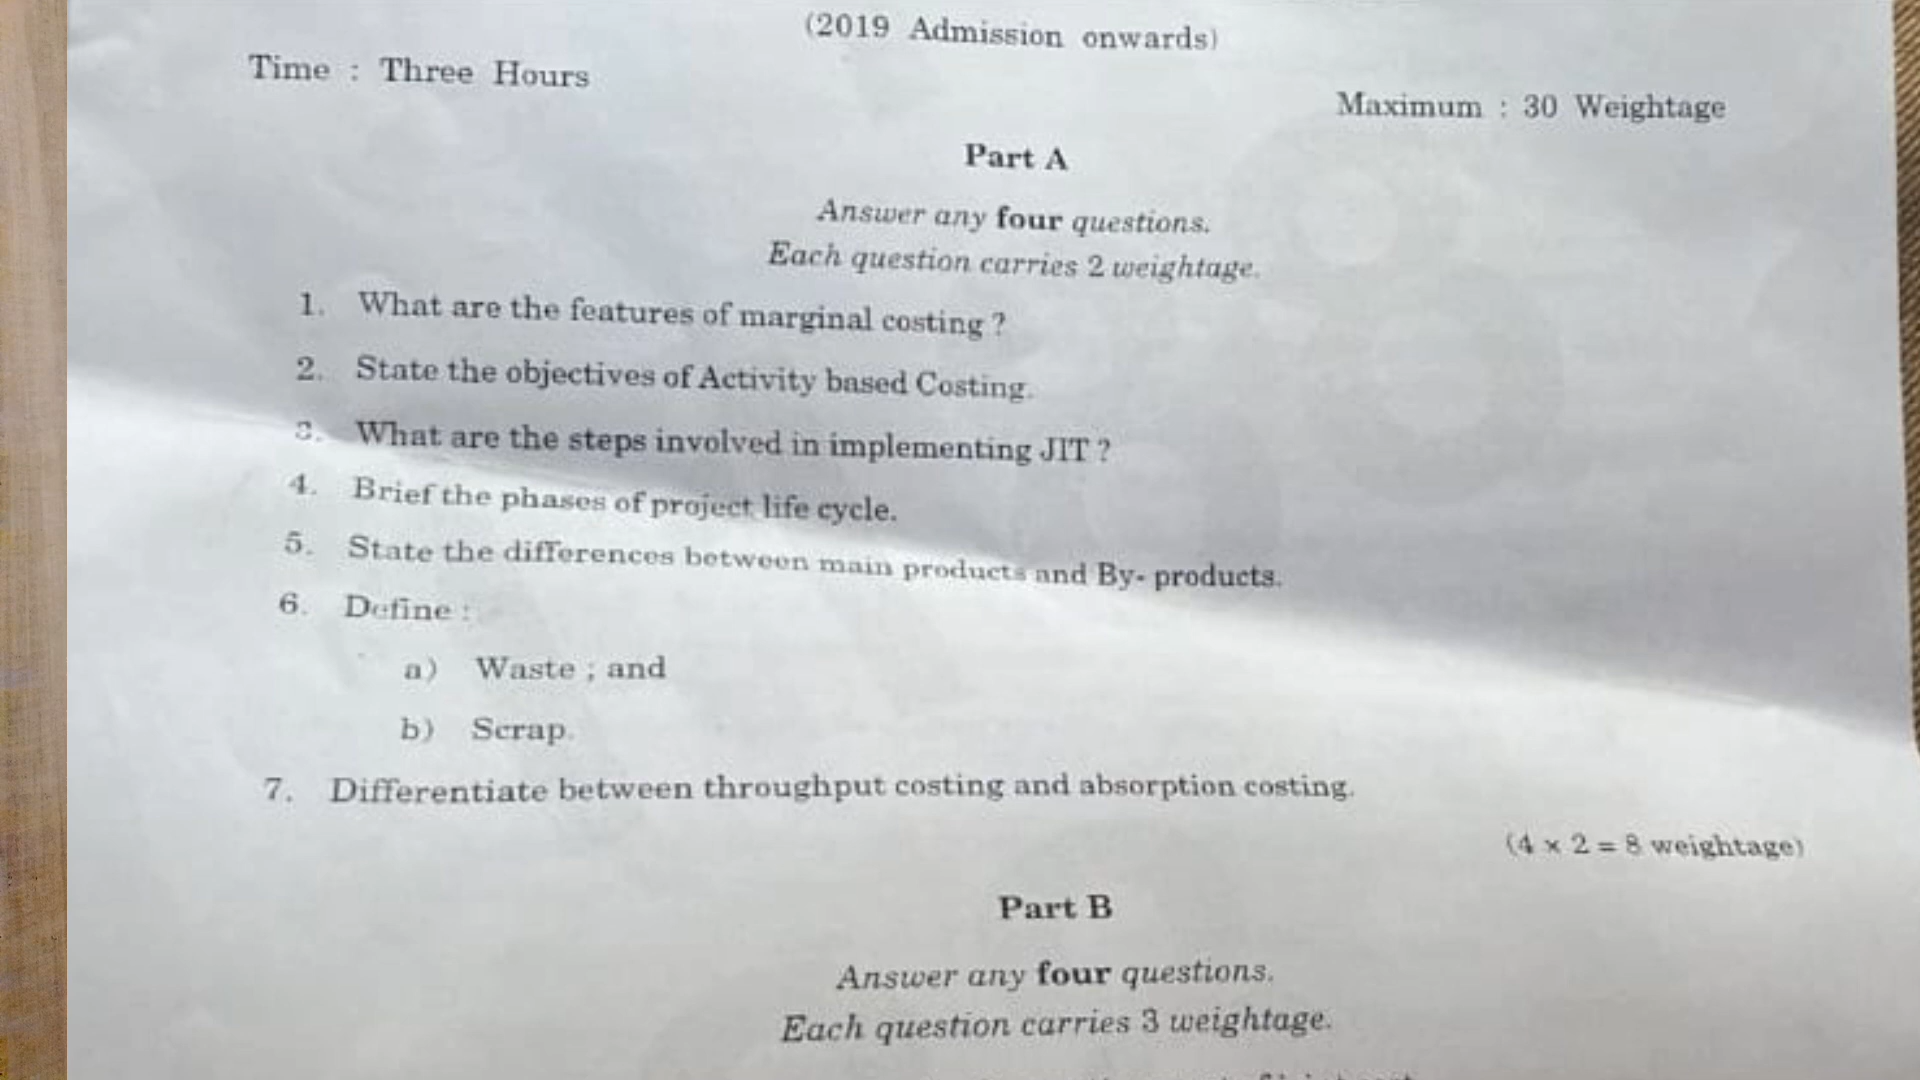 (2019 Admission onwards)
Time : Three Hours
Maximum : 30 Weightage
Part A
Answer any four questions.
Each question carries 2 weightage.
1. What are the features of marginal costing ?
2. State the objectives of Activity based Costing.
3. What are the steps involved in implementing JIT ?
4. Brief the phases of project life cycle.
5. State the differences between main products and By- products.
6. Define :
a) Waste ; and
b) Scrap.
7. Differentiate between throughput costing and absorption costing.
(4 × 2 = 8 weightage)
Part B
Answer any four questions.
Each question carries 3 weightage.